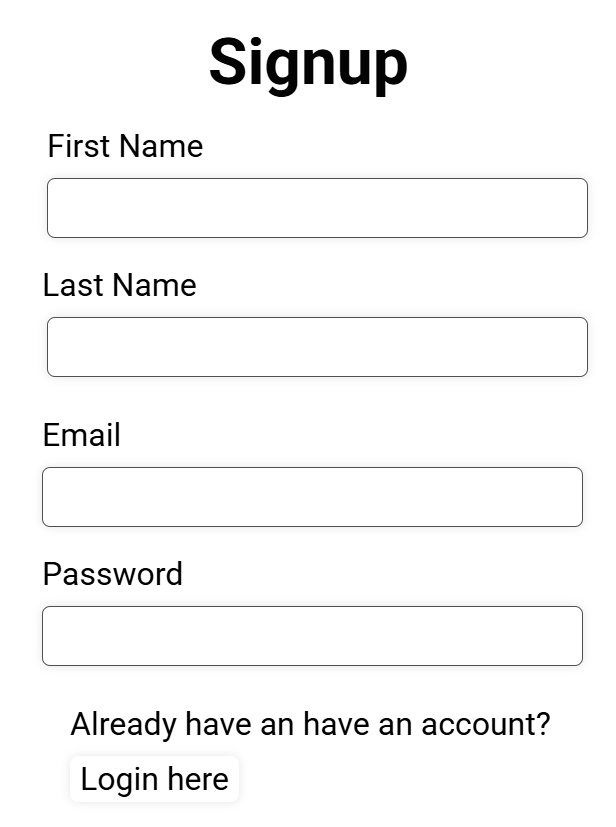 Signup
First Name
Last Name
Email
Password
Already have an have an account?
Login here